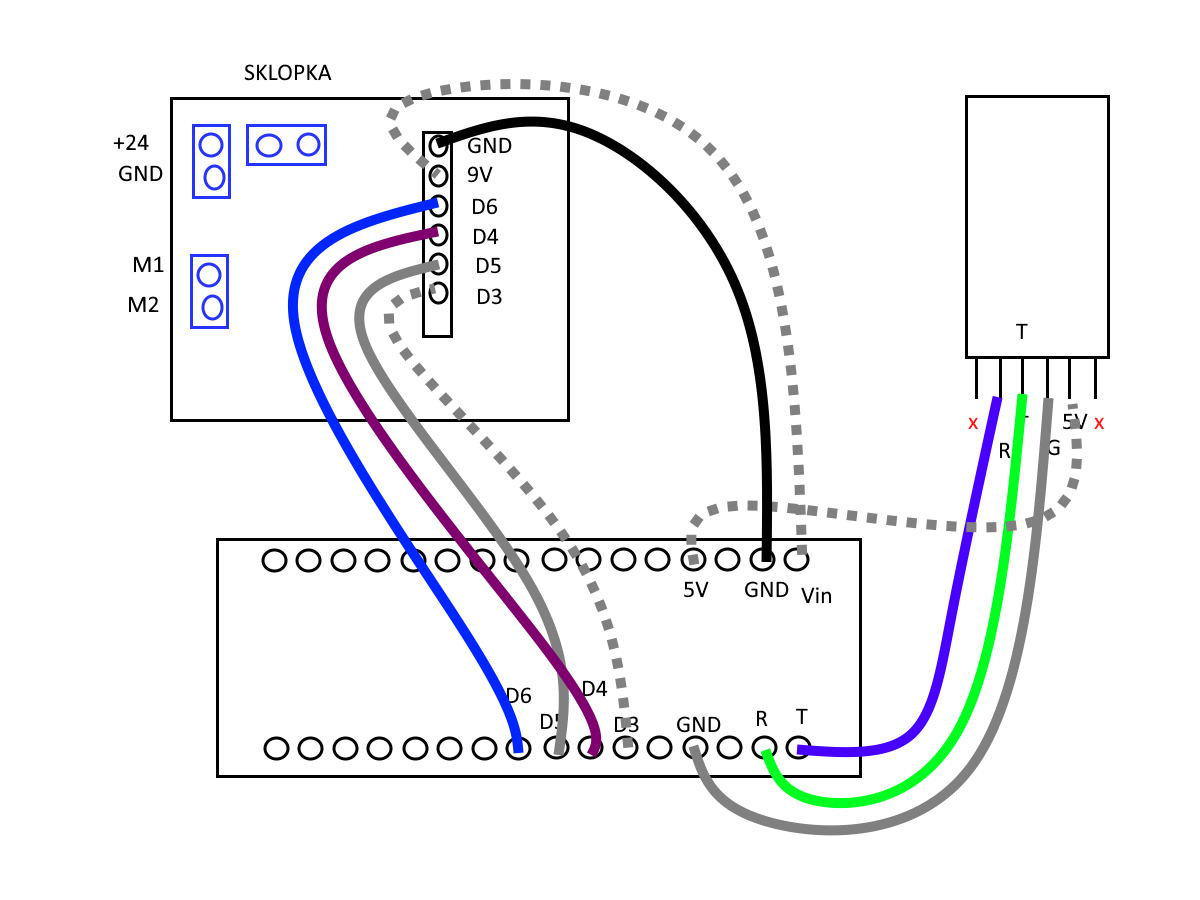 SKLOPKA
+24
GND
M1
M2
GND
9V
D6
D4
D5
D3
T
x
R
G
5V
x
5V
GND
Vin
D6
D5
D4
D3
GND
R
T